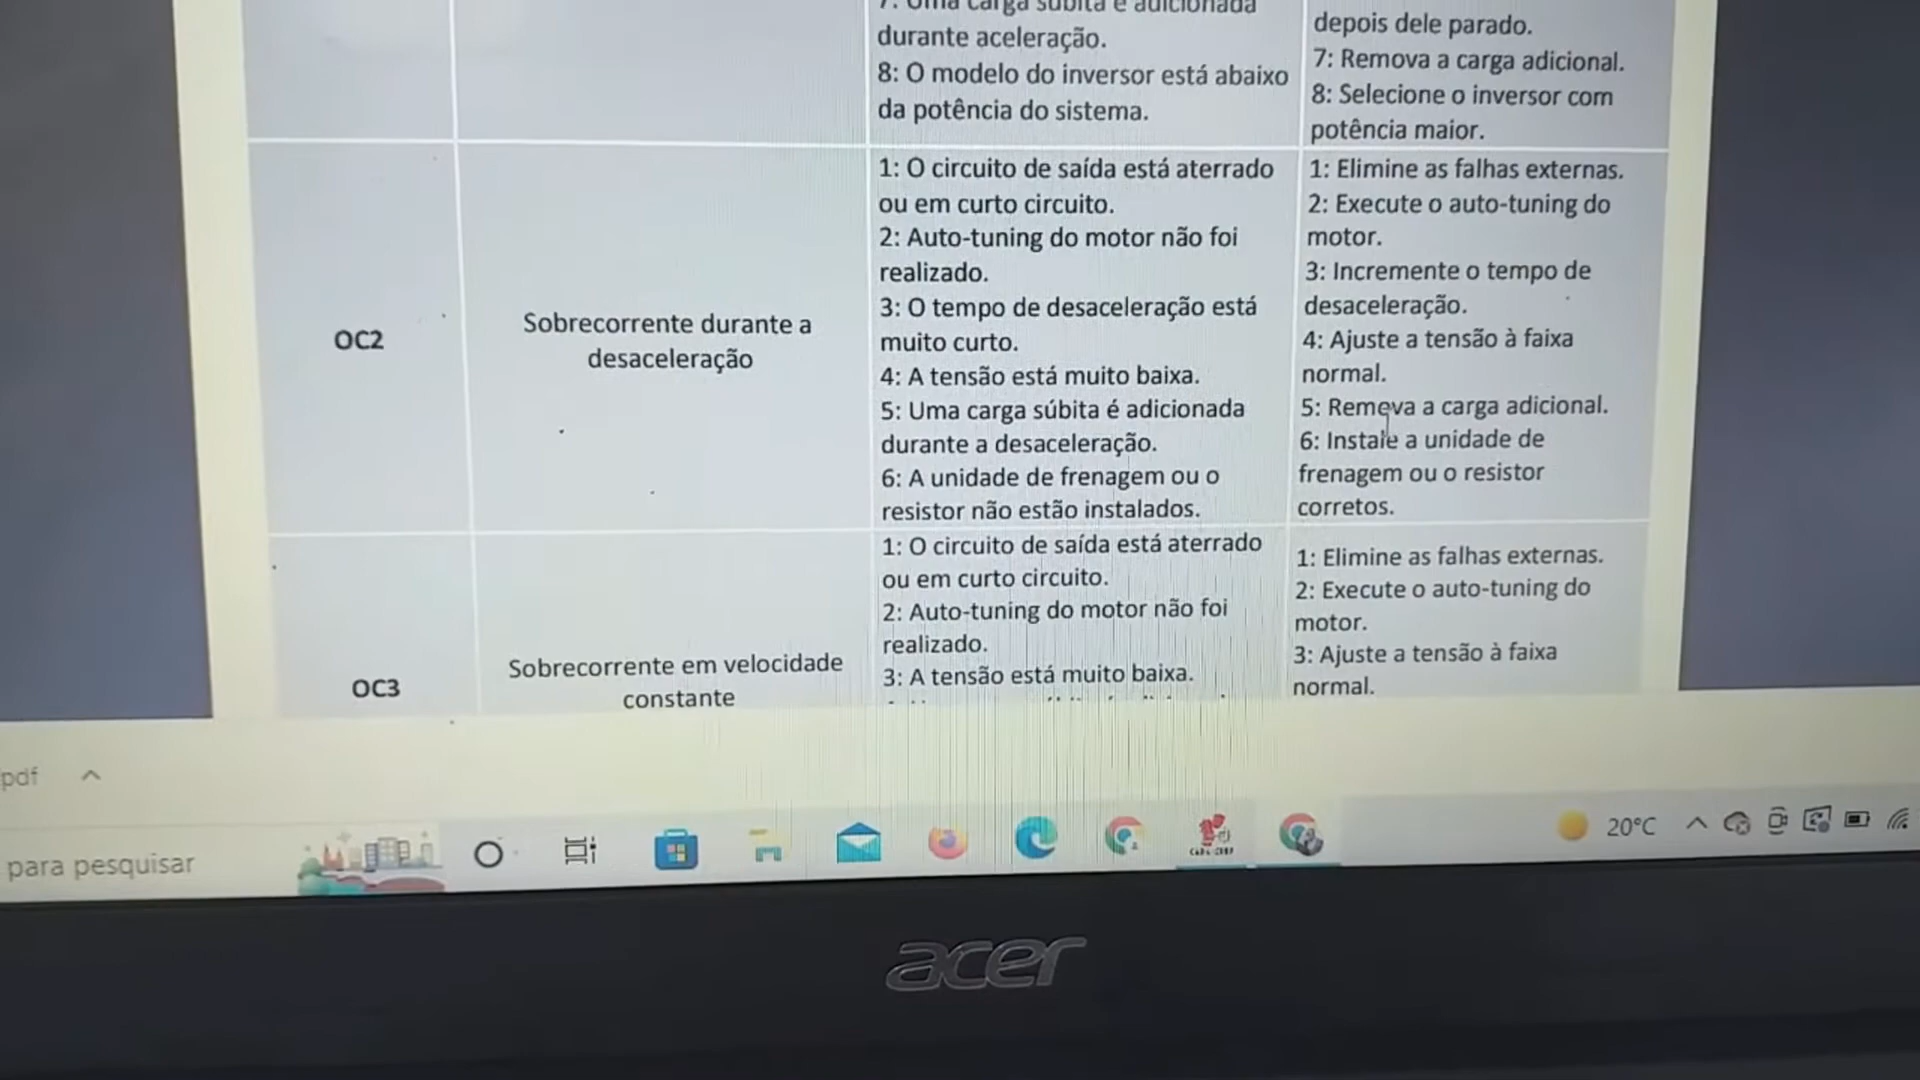 7: Uma carga súbita é adicionada
durante aceleração.
8: O modelo do inversor está abaixo
da potência do sistema.
depois dele parado.
7: Remova a carga adicional.
8: Selecione o inversor com
potência maior.
OC2
Sobrecorrente durante a
desaceleração
1: O circuito de saída está aterrado
ou em curto circuito.
2: Auto-tuning do motor não foi
realizado.
3: O tempo de desaceleração está
muito curto.
4: A tensão está muito baixa.
5: Uma carga súbita é adicionada
durante a desaceleração.
6: A unidade de frenagem ou o
resistor não estão instalados.
1: Elimine as falhas externas.
2: Execute o auto-tuning do
motor.
3: Incremente o tempo de
desaceleração.
4: Ajuste a tensão à faixa
normal.
5: Remova a carga adicional.
6: Instale a unidade de
frenagem ou o resistor
corretos.
OC3
Sobrecorrente em velocidade
constante
1: O circuito de saída está aterrado
ou em curto circuito.
2: Auto-tuning do motor não foi
realizado.
3: A tensão está muito baixa.
1: Elimine as falhas externas.
2: Execute o auto-tuning do
motor.
3: Ajuste a tensão à faixa
normal.
pdf
para pesquisar
20°C
acer